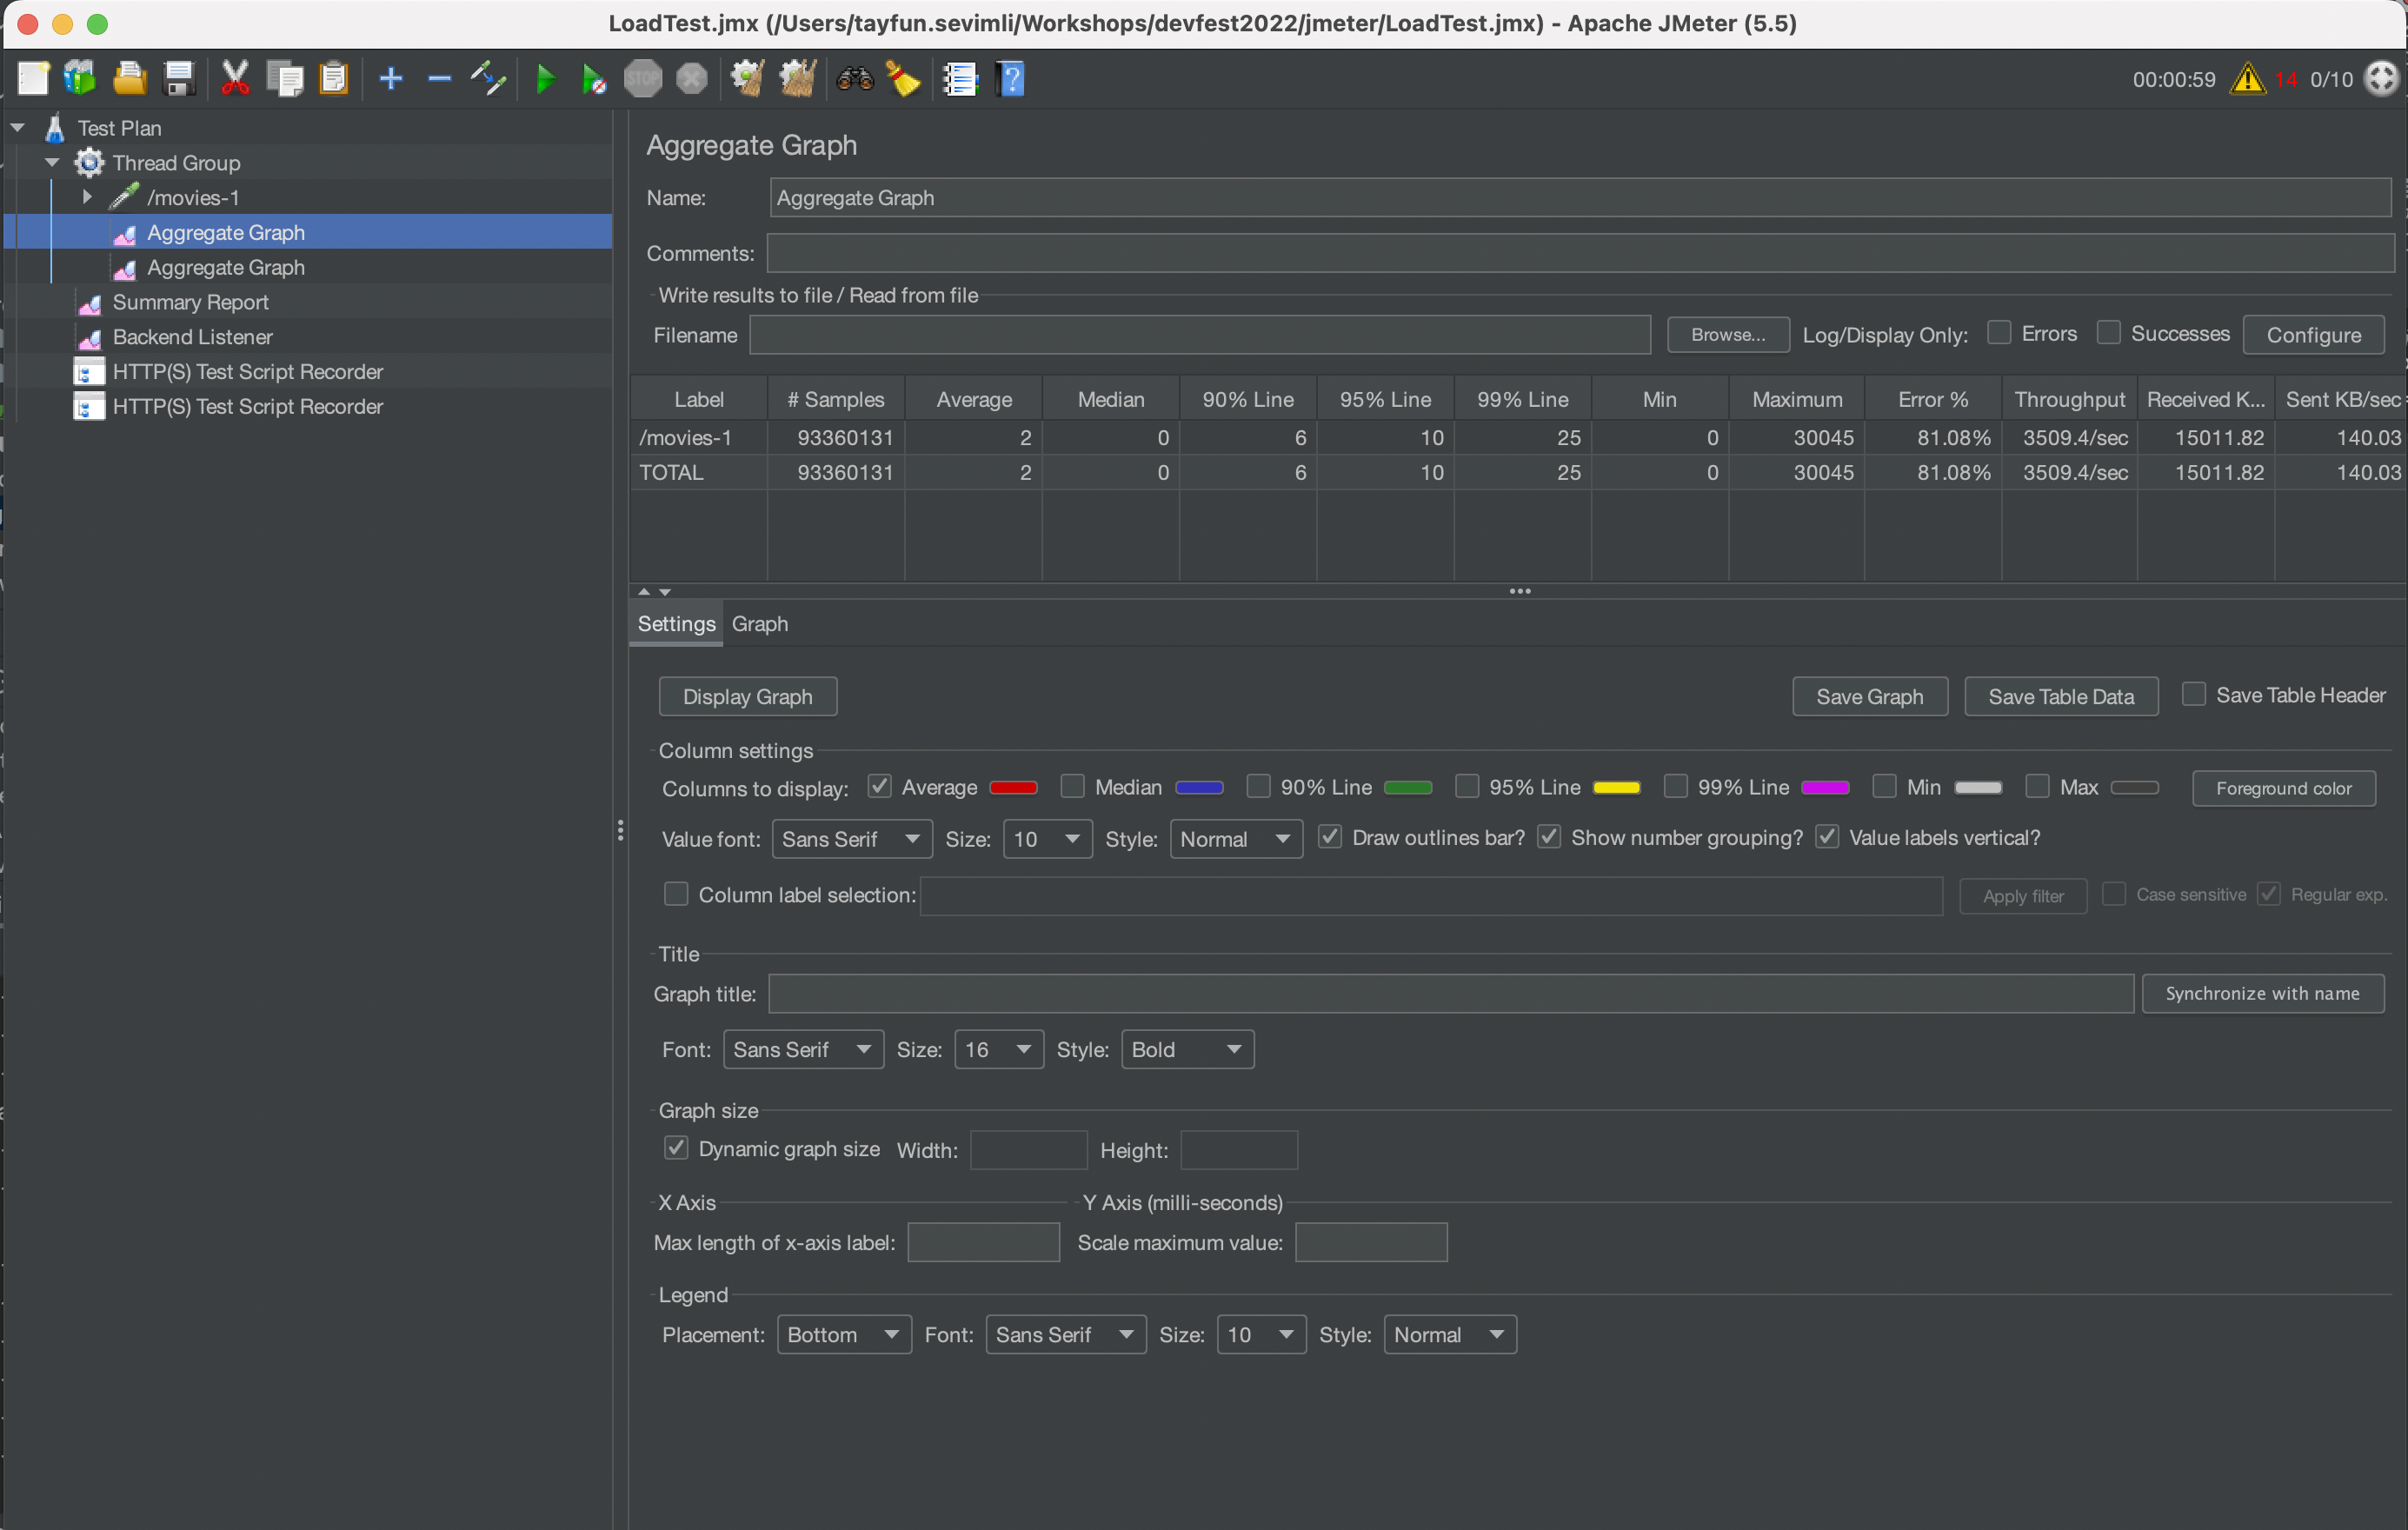 LoadTest.jmx (/Users/tayfun.sevimli/Workshops/devfest2022/jmeter/LoadTest.jmx) - Apache JMeter (5.5)
STOP 00:00:59 14 0/10
Test Plan
Thread Group
/movies-1
Aggregate Graph
Aggregate Graph
Summary Report
Backend Listener
HTTP(S) Test Script Recorder
HTTP(S) Test Script Recorder
Aggregate Graph
Name: Aggregate Graph
Comments:
Write results to file / Read from file
Filename Browse... Log/Display Only: Errors Successes Configure
Label # Samples Average Median 90% Line 95% Line 99% Line Min Maximum Error % Throughput Received K... Sent KB/sec
/movies-1 93360131 2 0 6 10 25 0 30045 81.08% 3509.4/sec 15011.82 140.03
TOTAL 93360131 2 0 6 10 25 0 30045 81.08% 3509.4/sec 15011.82 140.03
Settings Graph
Display Graph Save Graph Save Table Data Save Table Header
Column settings
Columns to display: Average Median 90% Line 95% Line 99% Line Min Max Foreground color
Value font: Sans Serif Size: 10 Style: Normal Draw outlines bar? Show number grouping? Value labels vertical?
Column label selection: Apply filter Case sensitive Regular exp.
Title
Graph title: Synchronize with name
Font: Sans Serif Size: 16 Style: Bold
Graph size
Dynamic graph size Width: Height:
X Axis Y Axis (milli-seconds)
Max length of x-axis label: Scale maximum value:
Legend
Placement: Bottom Font: Sans Serif Size: 10 Style: Normal